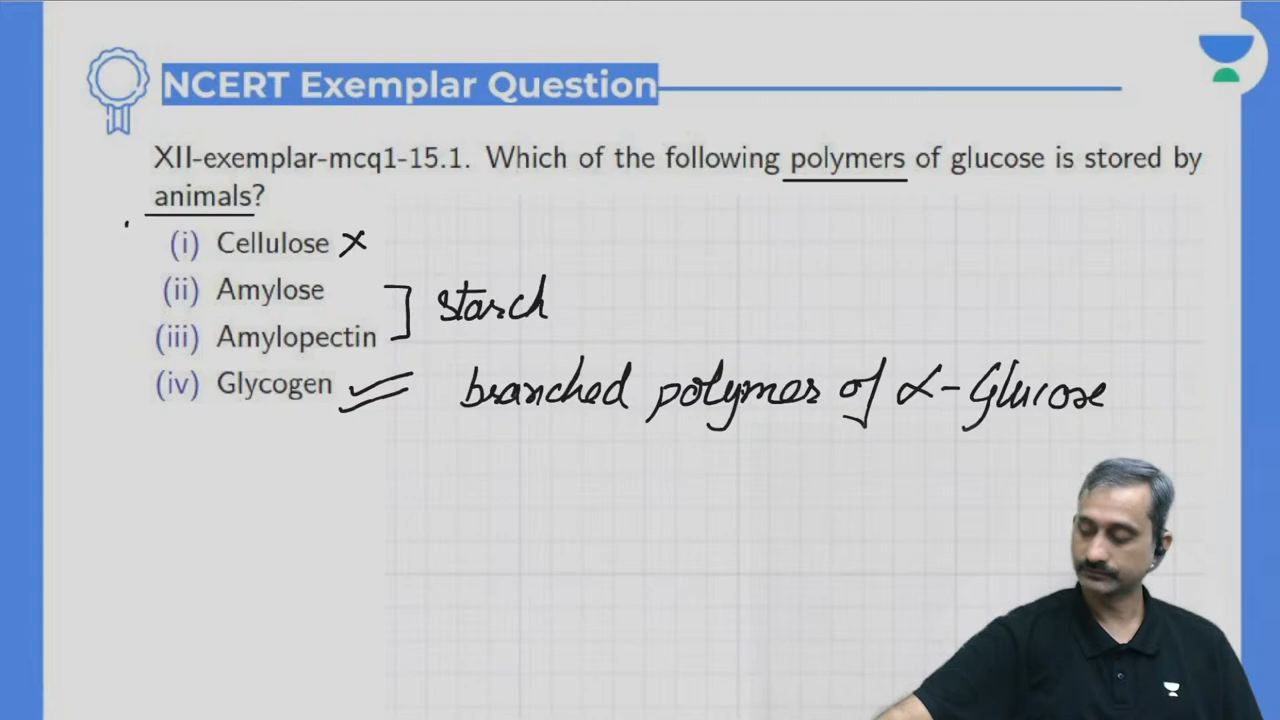 NCERT Exemplar Question
XII-exemplar-mcq1-15.1. Which of the following polymers of glucose is stored by
animals?
(i) Cellulose ×
(ii) Amylose
starch
(iii) Amylopectin
(iv) Glycogen branched polymer of α-Glucose